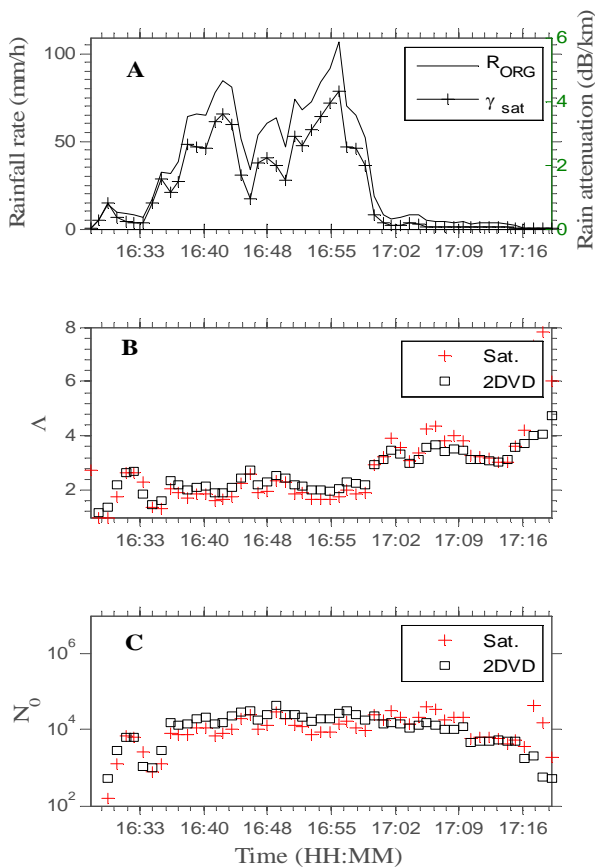 A
R_ORG
γ_sat
Rainfall rate (mm/h)
100
50
0
Rain attenuation (dB/km)
6
4
2
0
16:33 16:40 16:48 16:55 17:02 17:09 17:16
B
Sat.
2DVD
Λ
8
6
4
2
16:33 16:40 16:48 16:55 17:02 17:09 17:16
C
Sat.
2DVD
N_0
10^6
10^4
10^2
16:33 16:40 16:48 16:55 17:02 17:09 17:16
Time (HH:MM)